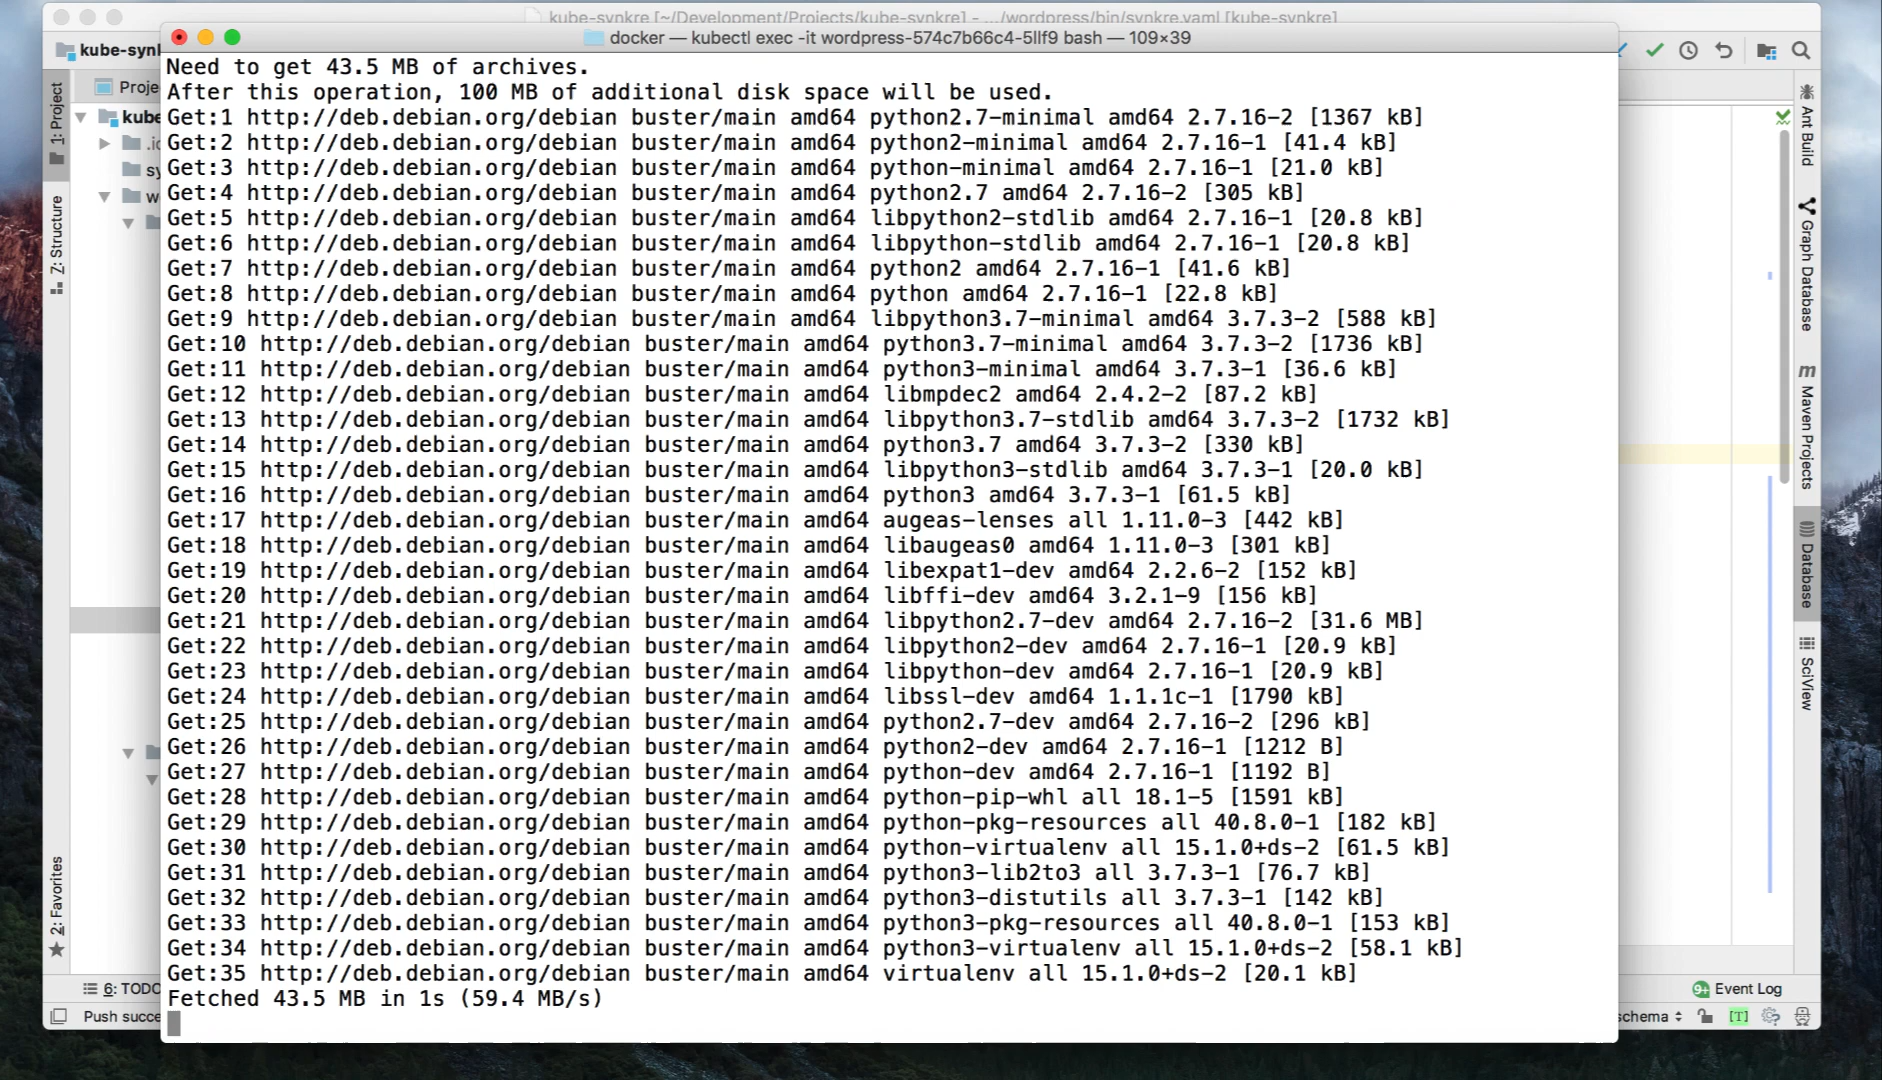 kube-synkre [~/Development/Projects/kube-synkre] - .../wordpress/bin/synkre.yaml [kube-synkre]
docker — kubectl exec -it wordpress-574c7b66c4-5llf9 bash — 109×39
kube-synk
Proje
kube
1: Project
Z: Structure
2: Favorites
Need to get 43.5 MB of archives.
After this operation, 100 MB of additional disk space will be used.
Get:1 http://deb.debian.org/debian buster/main amd64 python2.7-minimal amd64 2.7.16-2 [1367 kB]
Get:2 http://deb.debian.org/debian buster/main amd64 python2-minimal amd64 2.7.16-1 [41.4 kB]
Get:3 http://deb.debian.org/debian buster/main amd64 python-minimal amd64 2.7.16-1 [21.0 kB]
Get:4 http://deb.debian.org/debian buster/main amd64 python2.7 amd64 2.7.16-2 [305 kB]
Get:5 http://deb.debian.org/debian buster/main amd64 libpython2-stdlib amd64 2.7.16-1 [20.8 kB]
Get:6 http://deb.debian.org/debian buster/main amd64 libpython-stdlib amd64 2.7.16-1 [20.8 kB]
Get:7 http://deb.debian.org/debian buster/main amd64 python2 amd64 2.7.16-1 [41.6 kB]
Get:8 http://deb.debian.org/debian buster/main amd64 python amd64 2.7.16-1 [22.8 kB]
Get:9 http://deb.debian.org/debian buster/main amd64 libpython3.7-minimal amd64 3.7.3-2 [588 kB]
Get:10 http://deb.debian.org/debian buster/main amd64 python3.7-minimal amd64 3.7.3-2 [1736 kB]
Get:11 http://deb.debian.org/debian buster/main amd64 python3-minimal amd64 3.7.3-1 [36.6 kB]
Get:12 http://deb.debian.org/debian buster/main amd64 libmpdec2 amd64 2.4.2-2 [87.2 kB]
Get:13 http://deb.debian.org/debian buster/main amd64 libpython3.7-stdlib amd64 3.7.3-2 [1732 kB]
Get:14 http://deb.debian.org/debian buster/main amd64 python3.7 amd64 3.7.3-2 [330 kB]
Get:15 http://deb.debian.org/debian buster/main amd64 libpython3-stdlib amd64 3.7.3-1 [20.0 kB]
Get:16 http://deb.debian.org/debian buster/main amd64 python3 amd64 3.7.3-1 [61.5 kB]
Get:17 http://deb.debian.org/debian buster/main amd64 augeas-lenses all 1.11.0-3 [442 kB]
Get:18 http://deb.debian.org/debian buster/main amd64 libaugeas0 amd64 1.11.0-3 [301 kB]
Get:19 http://deb.debian.org/debian buster/main amd64 libexpat1-dev amd64 2.2.6-2 [152 kB]
Get:20 http://deb.debian.org/debian buster/main amd64 libffi-dev amd64 3.2.1-9 [156 kB]
Get:21 http://deb.debian.org/debian buster/main amd64 libpython2.7-dev amd64 2.7.16-2 [31.6 MB]
Get:22 http://deb.debian.org/debian buster/main amd64 libpython2-dev amd64 2.7.16-1 [20.9 kB]
Get:23 http://deb.debian.org/debian buster/main amd64 libpython-dev amd64 2.7.16-1 [20.9 kB]
Get:24 http://deb.debian.org/debian buster/main amd64 libssl-dev amd64 1.1.1c-1 [1790 kB]
Get:25 http://deb.debian.org/debian buster/main amd64 python2.7-dev amd64 2.7.16-2 [296 kB]
Get:26 http://deb.debian.org/debian buster/main amd64 python2-dev amd64 2.7.16-1 [1212 B]
Get:27 http://deb.debian.org/debian buster/main amd64 python-dev amd64 2.7.16-1 [1192 B]
Get:28 http://deb.debian.org/debian buster/main amd64 python-pip-whl all 18.1-5 [1591 kB]
Get:29 http://deb.debian.org/debian buster/main amd64 python-pkg-resources all 40.8.0-1 [182 kB]
Get:30 http://deb.debian.org/debian buster/main amd64 python-virtualenv all 15.1.0+ds-2 [61.5 kB]
Get:31 http://deb.debian.org/debian buster/main amd64 python3-lib2to3 all 3.7.3-1 [76.7 kB]
Get:32 http://deb.debian.org/debian buster/main amd64 python3-distutils all 3.7.3-1 [142 kB]
Get:33 http://deb.debian.org/debian buster/main amd64 python3-pkg-resources all 40.8.0-1 [153 kB]
Get:34 http://deb.debian.org/debian buster/main amd64 python3-virtualenv all 15.1.0+ds-2 [58.1 kB]
Get:35 http://deb.debian.org/debian buster/main amd64 virtualenv all 15.1.0+ds-2 [20.1 kB]
Fetched 43.5 MB in 1s (59.4 MB/s)
Ant Build
Graph Database
m Maven Projects
Database
SciView
6: TODO
9+ Event Log
Push succe
schema
[T]